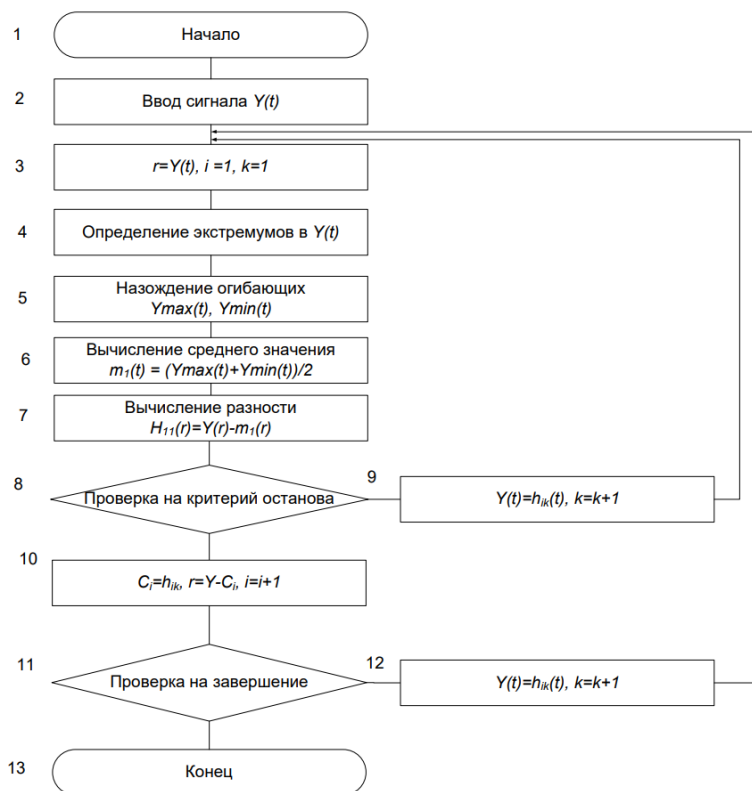 1
Начало
2
Ввод сигнала Y(t)
3
r=Y(t), i =1, k=1
4
Определение экстремумов в Y(t)
5
Назождение огибающих
Ymax(t), Ymin(t)
6
Вычисление среднего значения
m₁(t) = (Ymax(t)+Ymin(t))/2
7
Вычисление разности
H₁₁(r)=Y(r)-m₁(r)
8
Проверка на критерий останова
9
Y(t)=hᵢₖ(t), k=k+1
10
Cᵢ=hᵢₖ, r=Y-Cᵢ, i=i+1
11
Проверка на завершение
12
Y(t)=hᵢₖ(t), k=k+1
13
Конец